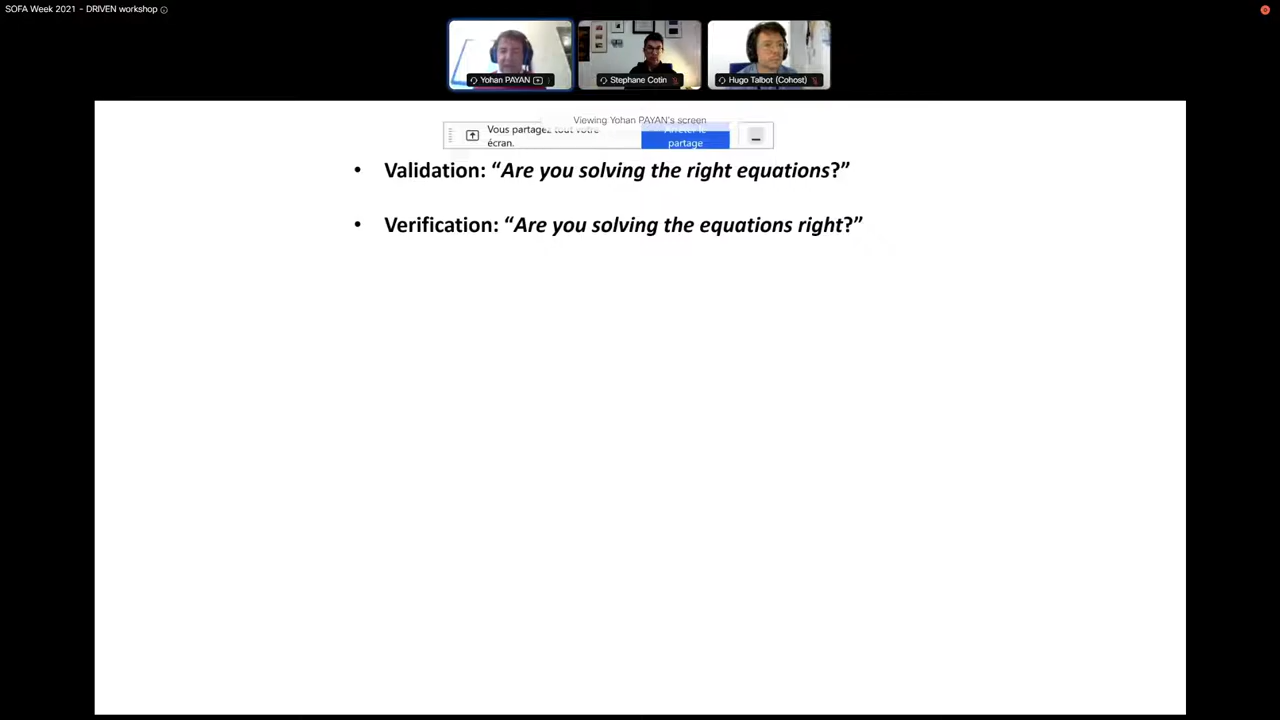 SOFA Week 2021 - DRIVEN workshop
Yohan PAYAN
Stephane Cotin
Hugo Talbot (Cohost)
Viewing Yohan PAYAN's screen
Vous partagez tout votre
écran.
Arrêter le
partage
• Validation: “Are you solving the right equations?”
• Verification: “Are you solving the equations right?”